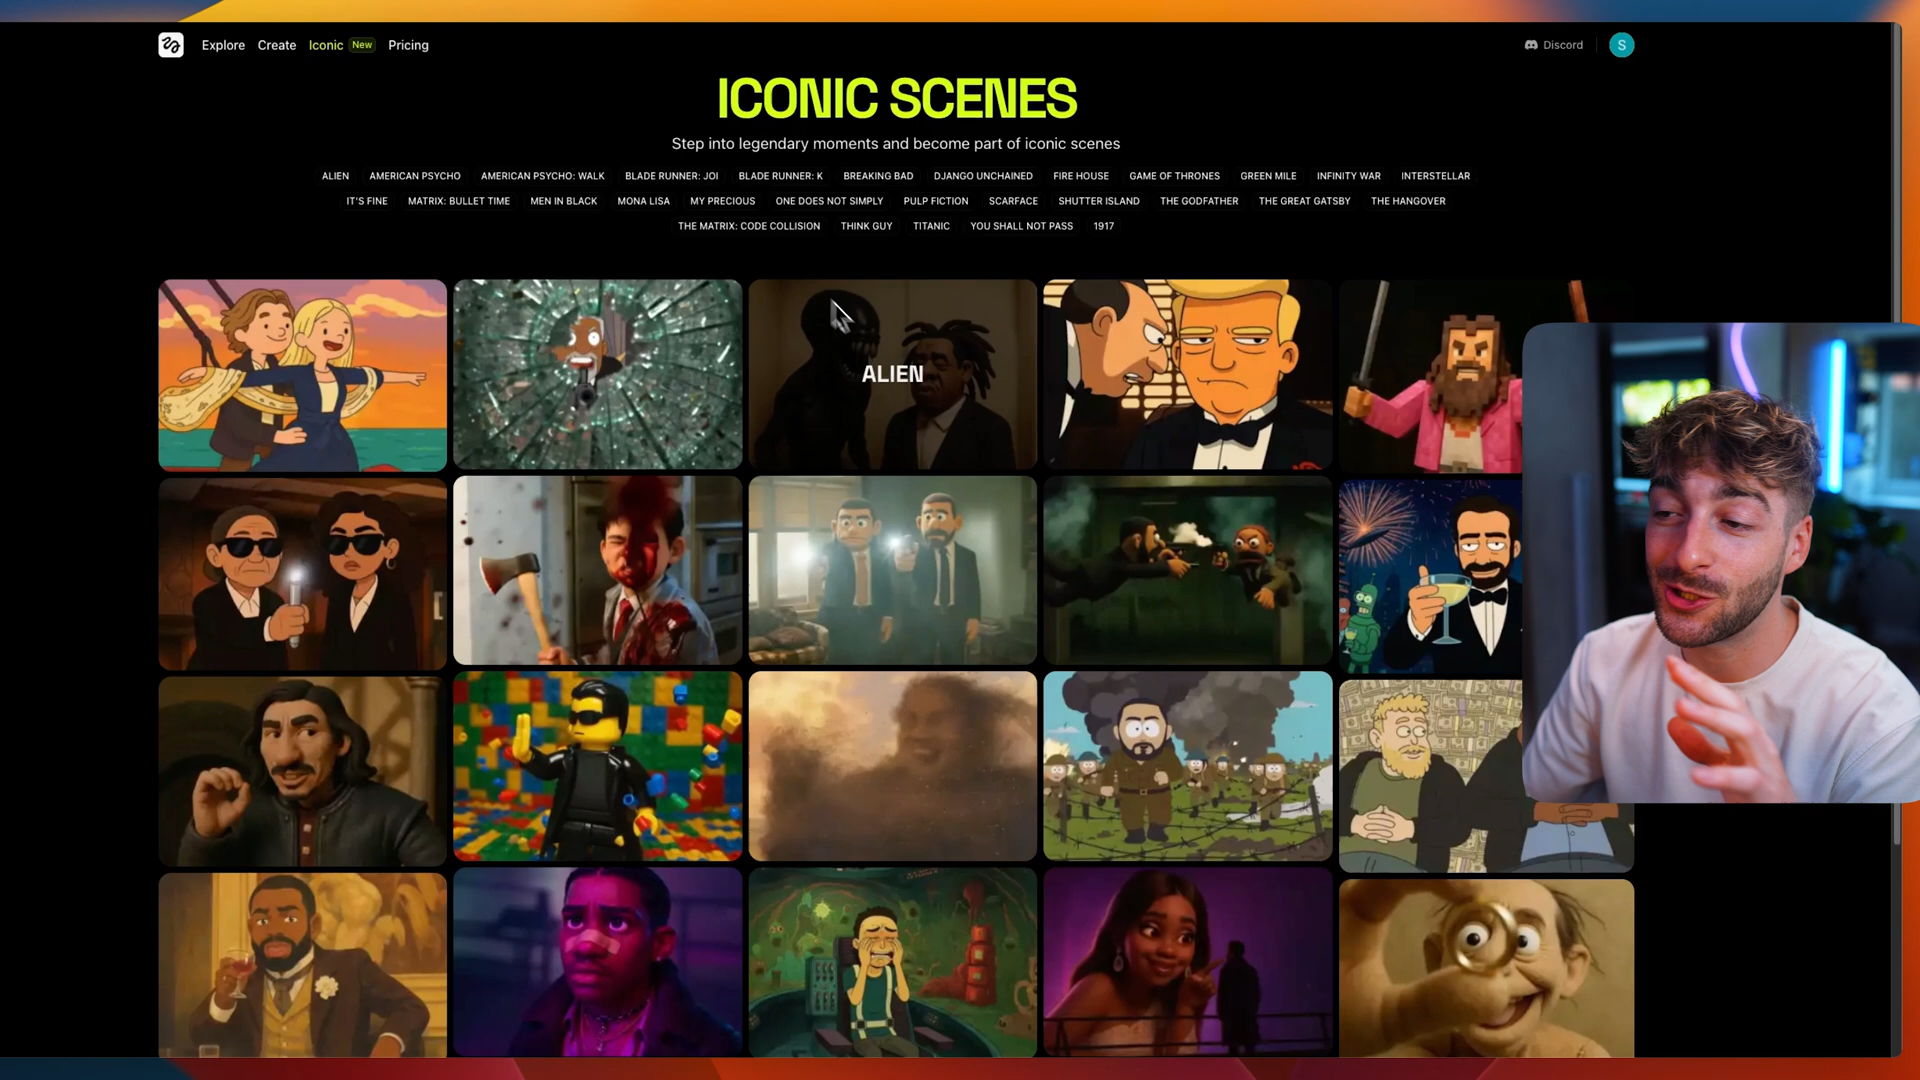 Explore Create Iconic New Pricing Discord S
ICONIC SCENES
Step into legendary moments and become part of iconic scenes
ALIEN AMERICAN PSYCHO AMERICAN PSYCHO: WALK BLADE RUNNER: JOI BLADE RUNNER: K BREAKING BAD DJANGO UNCHAINED FIRE HOUSE GAME OF THRONES GREEN MILE INFINITY WAR INTERSTELLAR
IT'S FINE MATRIX: BULLET TIME MEN IN BLACK MONA LISA MY PRECIOUS ONE DOES NOT SIMPLY PULP FICTION SCARFACE SHUTTER ISLAND THE GODFATHER THE GREAT GATSBY THE HANGOVER
THE MATRIX: CODE COLLISION THINK GUY TITANIC YOU SHALL NOT PASS 1917
ALIEN